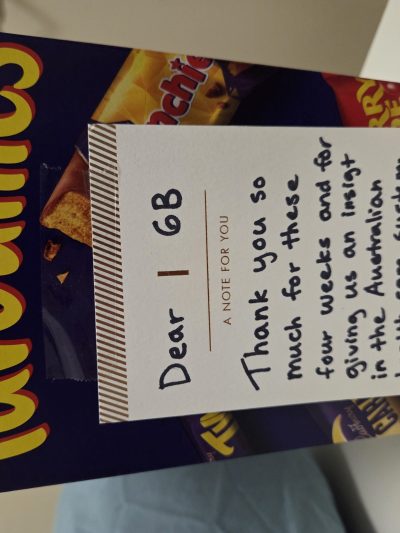 nchie
Dear 6B
A NOTE FOR YOU
Thank you so
much for these
four weeks and for
giving us an insigt
in the Australian